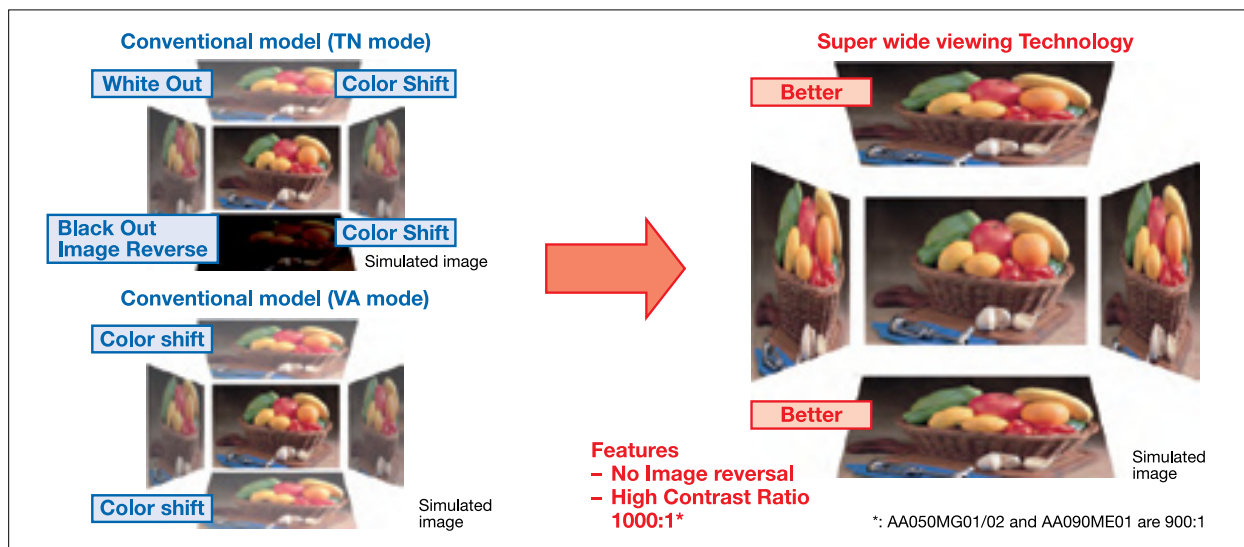 Conventional model (TN mode)
White Out
Color Shift
Black Out
Image Reverse
Color Shift
Simulated image
Conventional model (VA mode)
Color shift
Color shift
Simulated
image
Super wide viewing Technology
Better
Better
Features
– No Image reversal
– High Contrast Ratio
1000:1*
Simulated
image
*: AA050MG01/02 and AA090ME01 are 900:1